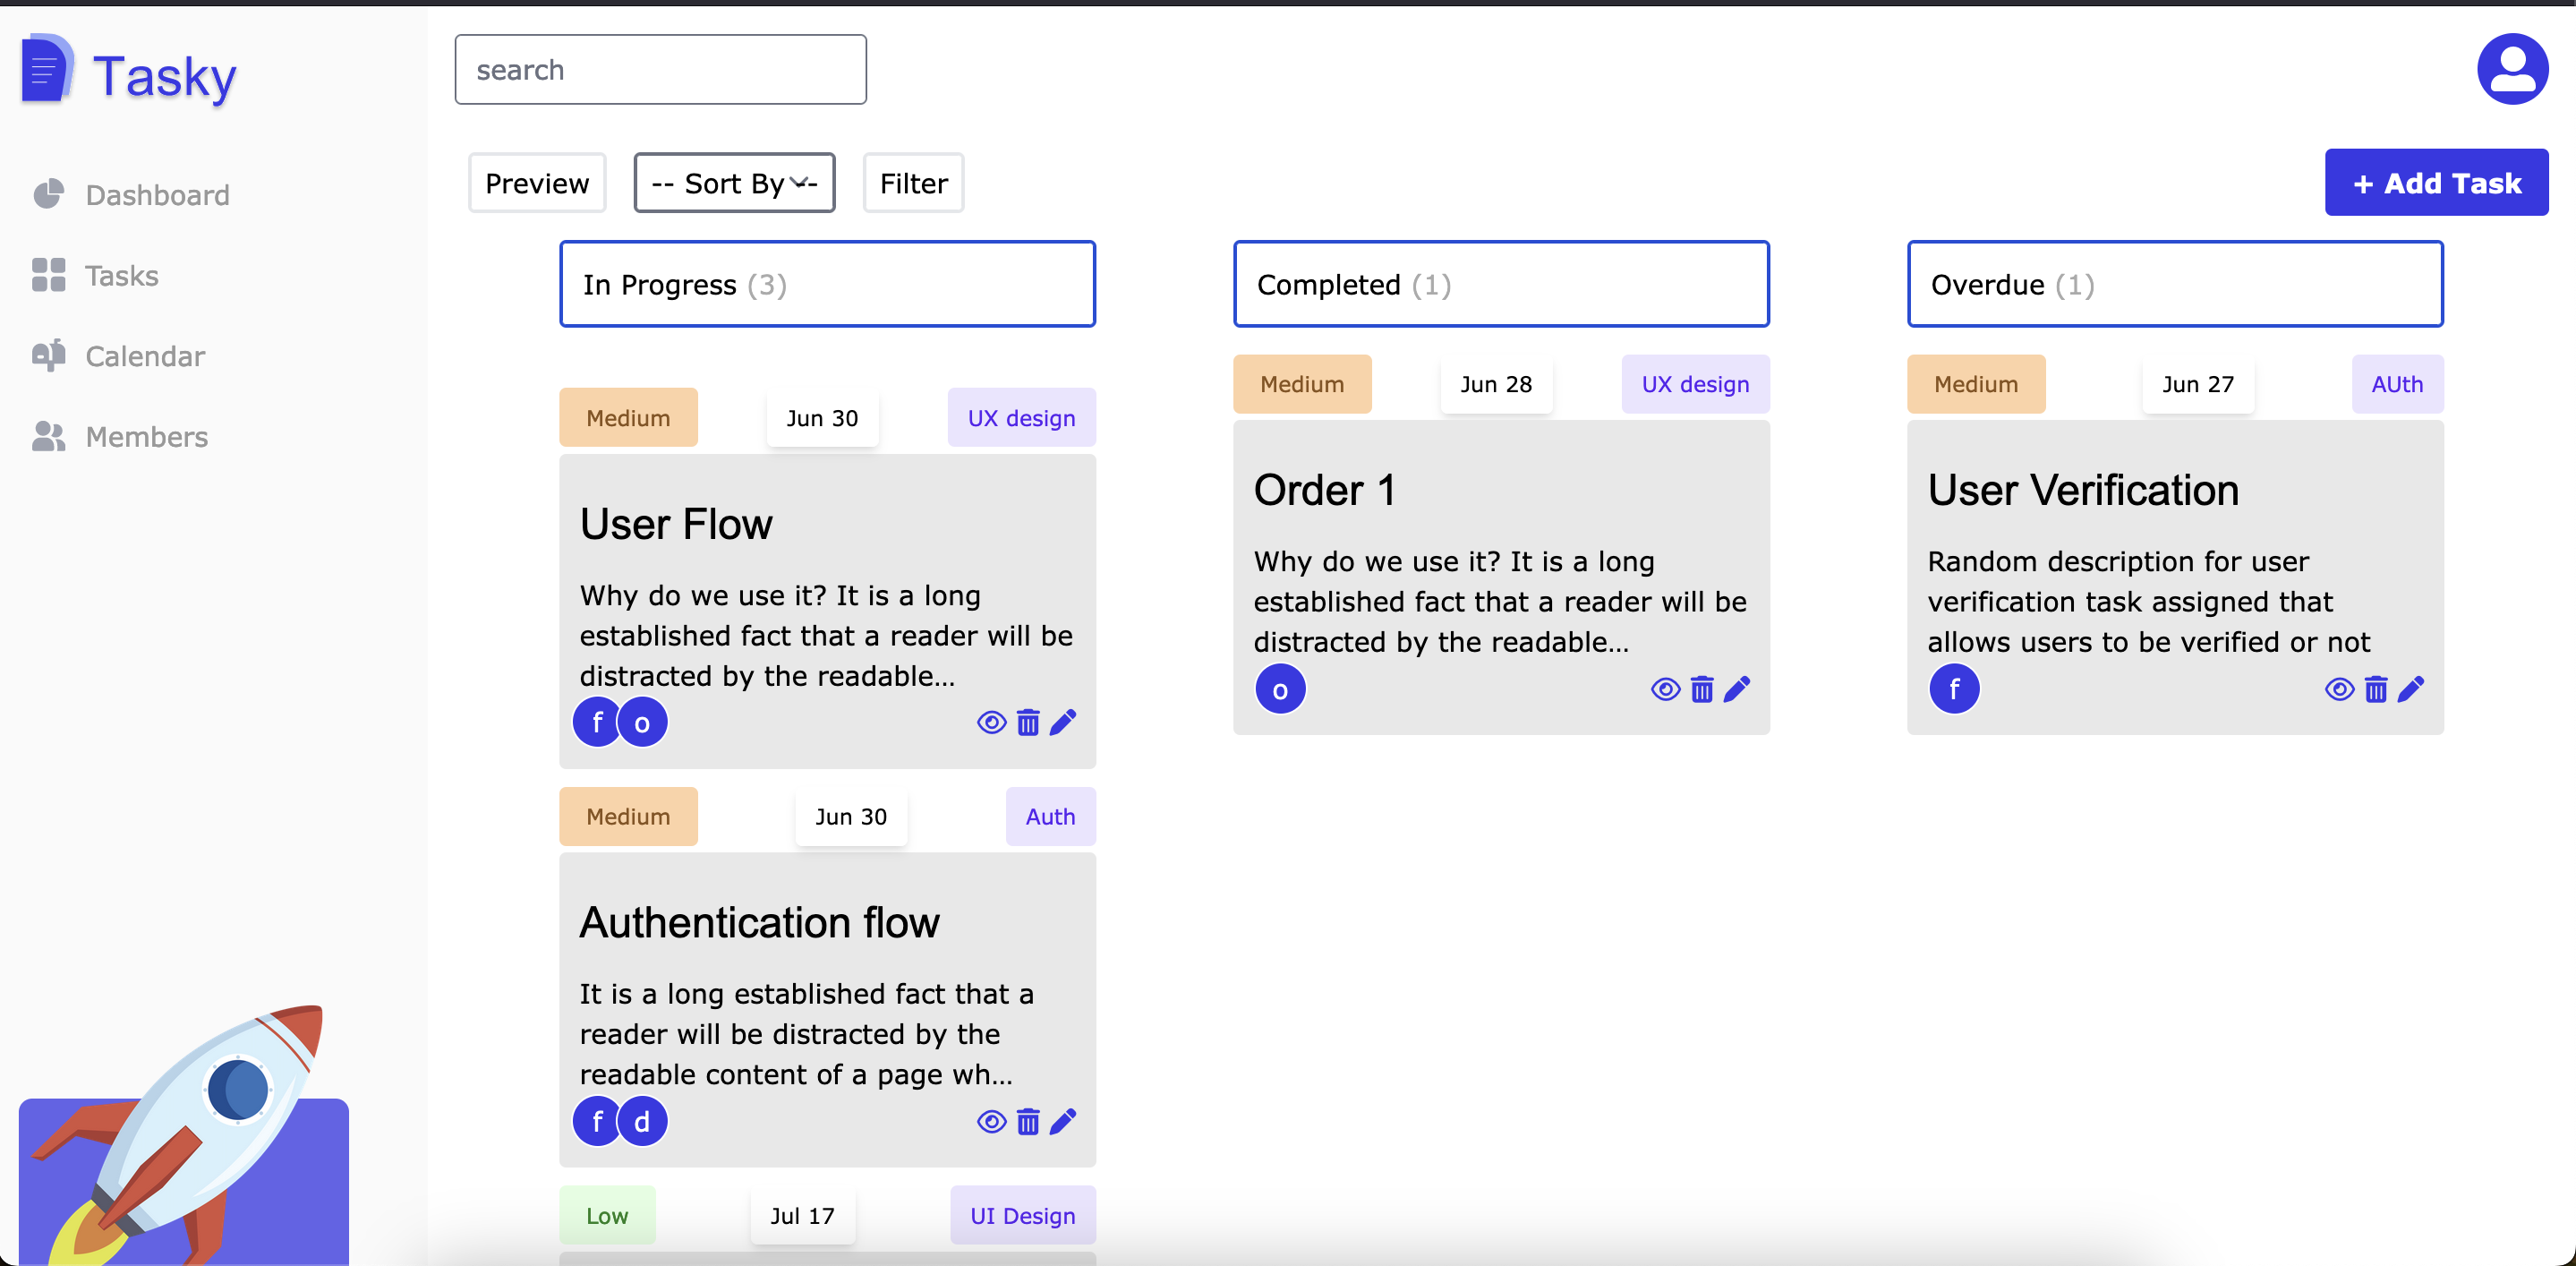 Tasky
Dashboard
Tasks
Calendar
Members
search
Preview
-- Sort By --
Filter
+ Add Task
In Progress (3)
Medium
Jun 30
UX design
User Flow
Why do we use it? It is a long
established fact that a reader will be
distracted by the readable...
f
o
Medium
Jun 30
Auth
Authentication flow
It is a long established fact that a
reader will be distracted by the
readable content of a page wh...
f
d
Low
Jul 17
UI Design
Completed (1)
Medium
Jun 28
UX design
Order 1
Why do we use it? It is a long
established fact that a reader will be
distracted by the readable...
o
Overdue (1)
Medium
Jun 27
AUth
User Verification
Random description for user
verification task assigned that
allows users to be verified or not
f